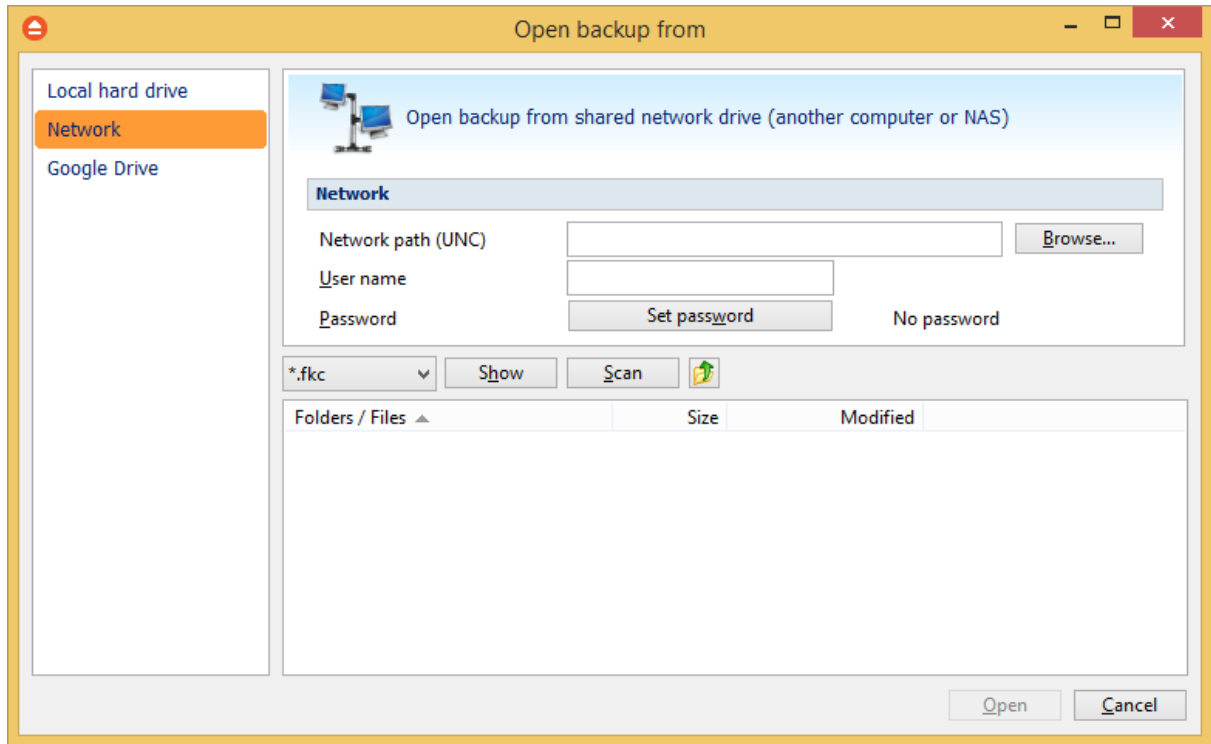 Open backup from
Local hard drive
Network
Google Drive
Open backup from shared network drive (another computer or NAS)
Network
Network path (UNC)
Browse...
User name
Password
Set password
No password
*.fkc
Show
Scan
Folders / Files
Size
Modified
Open
Cancel